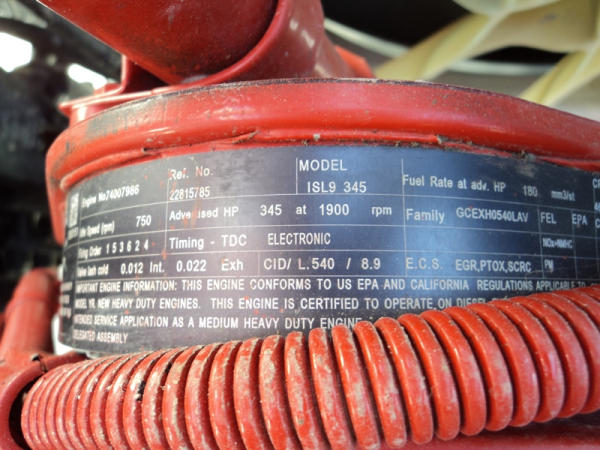 Engine No 74007986
Ref. No.
22815785
MODEL
ISL9 345
Fuel Rate at adv. HP 180 mm3/st
Idle Speed (rpm) 750
Advertised HP 345 at 1900 rpm
Family GCEXH0540LAV
FEL EPA
Firing Order 1 5 3 6 2 4
Timing - TDC ELECTRONIC
NOx+NMHC
Valve lash cold 0.012 Int. 0.022 Exh
CID/ L.540 / 8.9
E.C.S. EGR,PTOX,SCRC
PM
IMPORTANT ENGINE INFORMATION: THIS ENGINE CONFORMS TO US EPA AND CALIFORNIA REGULATIONS APPLICABLE TO
MODEL YR. NEW HEAVY DUTY ENGINES. THIS ENGINE IS CERTIFIED TO OPERATE ON DIESEL
INTENDED SERVICE APPLICATION AS A MEDIUM HEAVY DUTY ENGINE
DELEGATED ASSEMBLY